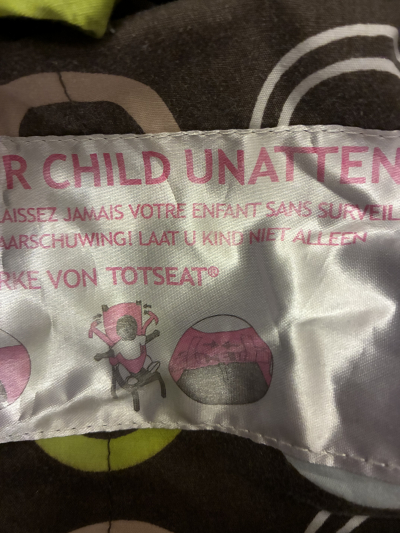 R CHILD UNATTEN
AISSEZ JAMAIS VOTRE ENFANT SANS SURVEIL
AARSCHUWING! LAAT U KIND NIET ALLEEN
RKE VON TOTSEAT®